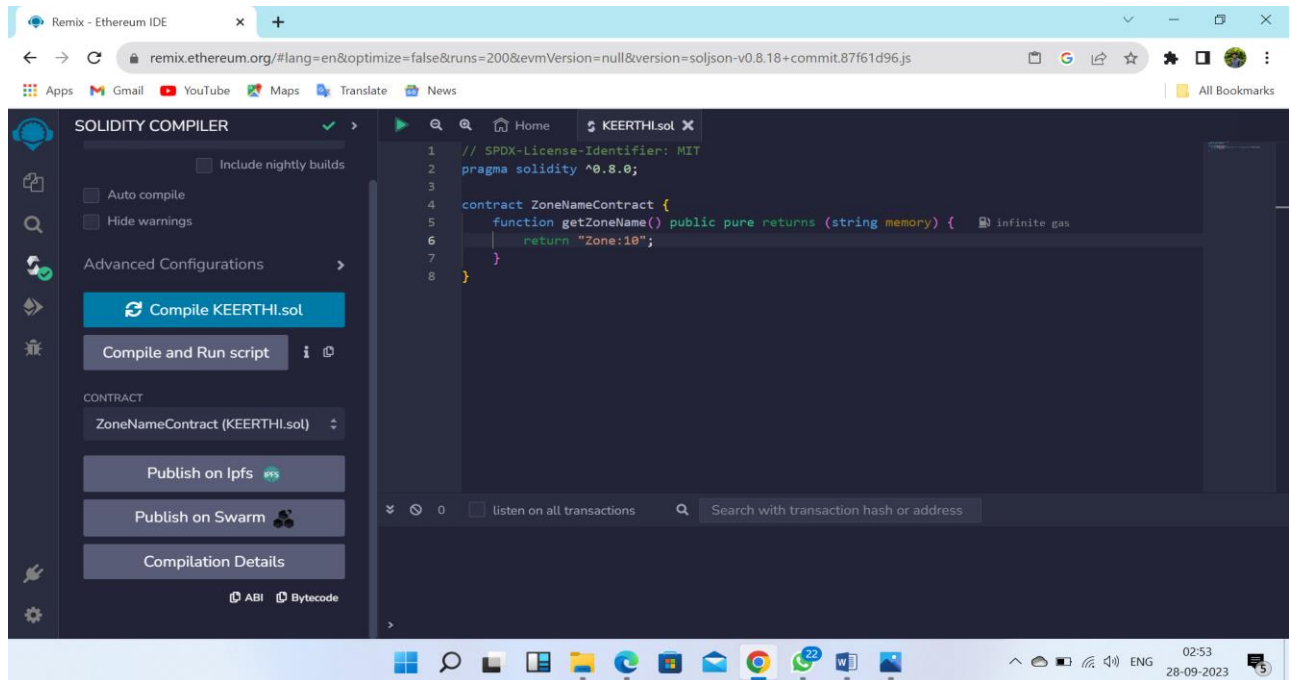 Remix - Ethereum IDE
remix.ethereum.org/#lang=en&optimize=false&runs=200&evmVersion=null&version=soljson-v0.8.18+commit.87f61d96.js
Apps Gmail YouTube Maps Translate News All Bookmarks
SOLIDITY COMPILER
Include nightly builds
Auto compile
Hide warnings
Advanced Configurations
Compile KEERTHI.sol
Compile and Run script
CONTRACT
ZoneNameContract (KEERTHI.sol)
Publish on Ipfs IPFS
Publish on Swarm
Compilation Details
ABI Bytecode
Home KEERTHI.sol
1 // SPDX-License-Identifier: MIT
2 pragma solidity ^0.8.0;
3
4 contract ZoneNameContract {
5 function getZoneName() public pure returns (string memory) { infinite gas
6 return "Zone:10";
7 }
8 }
0 listen on all transactions Search with transaction hash or address
>
22
ENG 02:53
28-09-2023 5